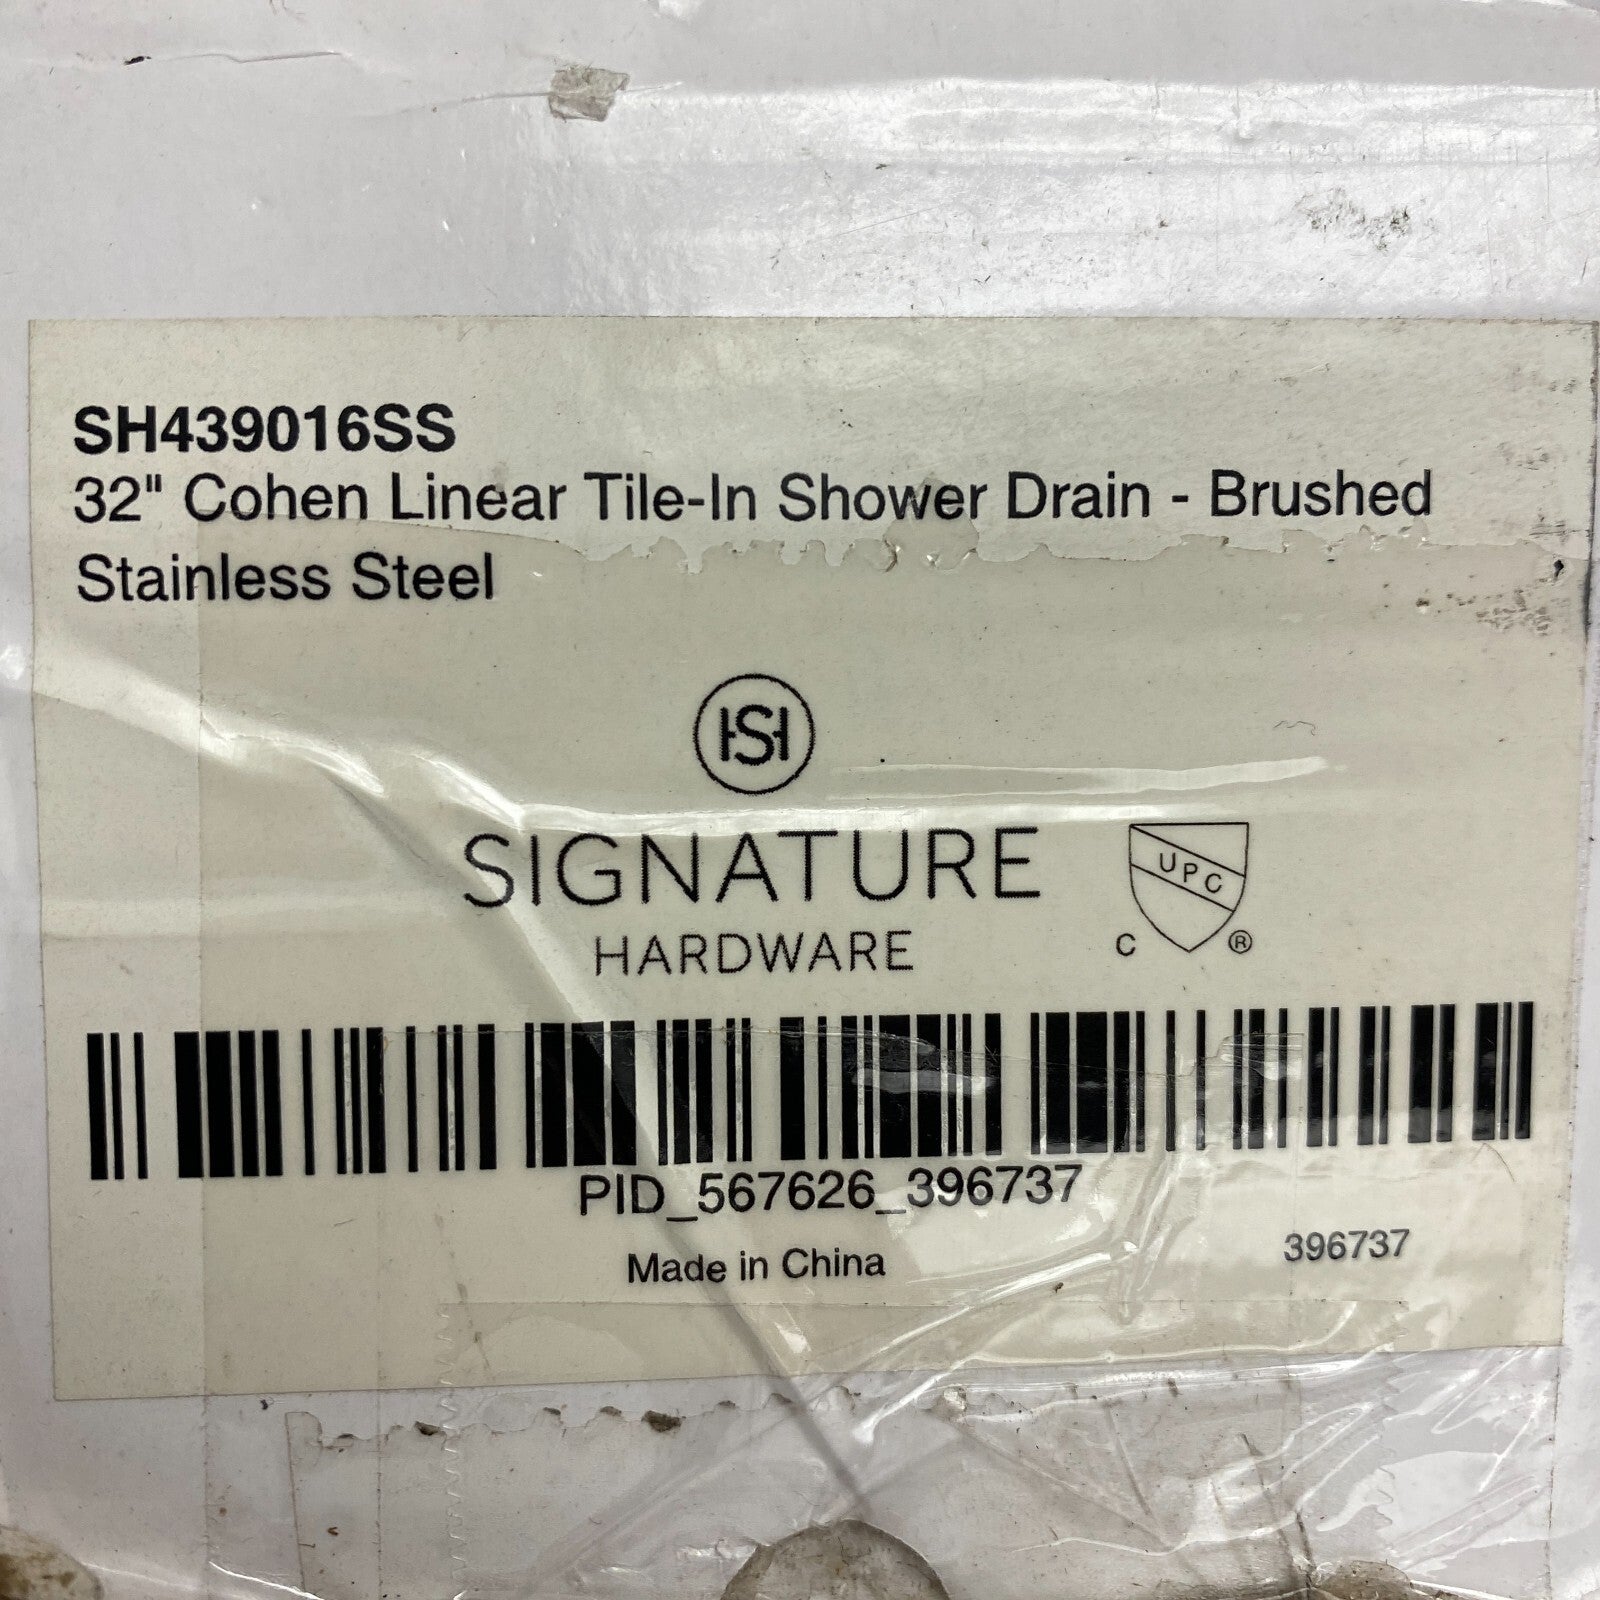 SH439016SS
32" Cohen Linear Tile-In Shower Drain - Brushed
Stainless Steel
HSH
SIGNATURE
HARDWARE
UPC
C ®
PID_567626_396737
Made in China
396737